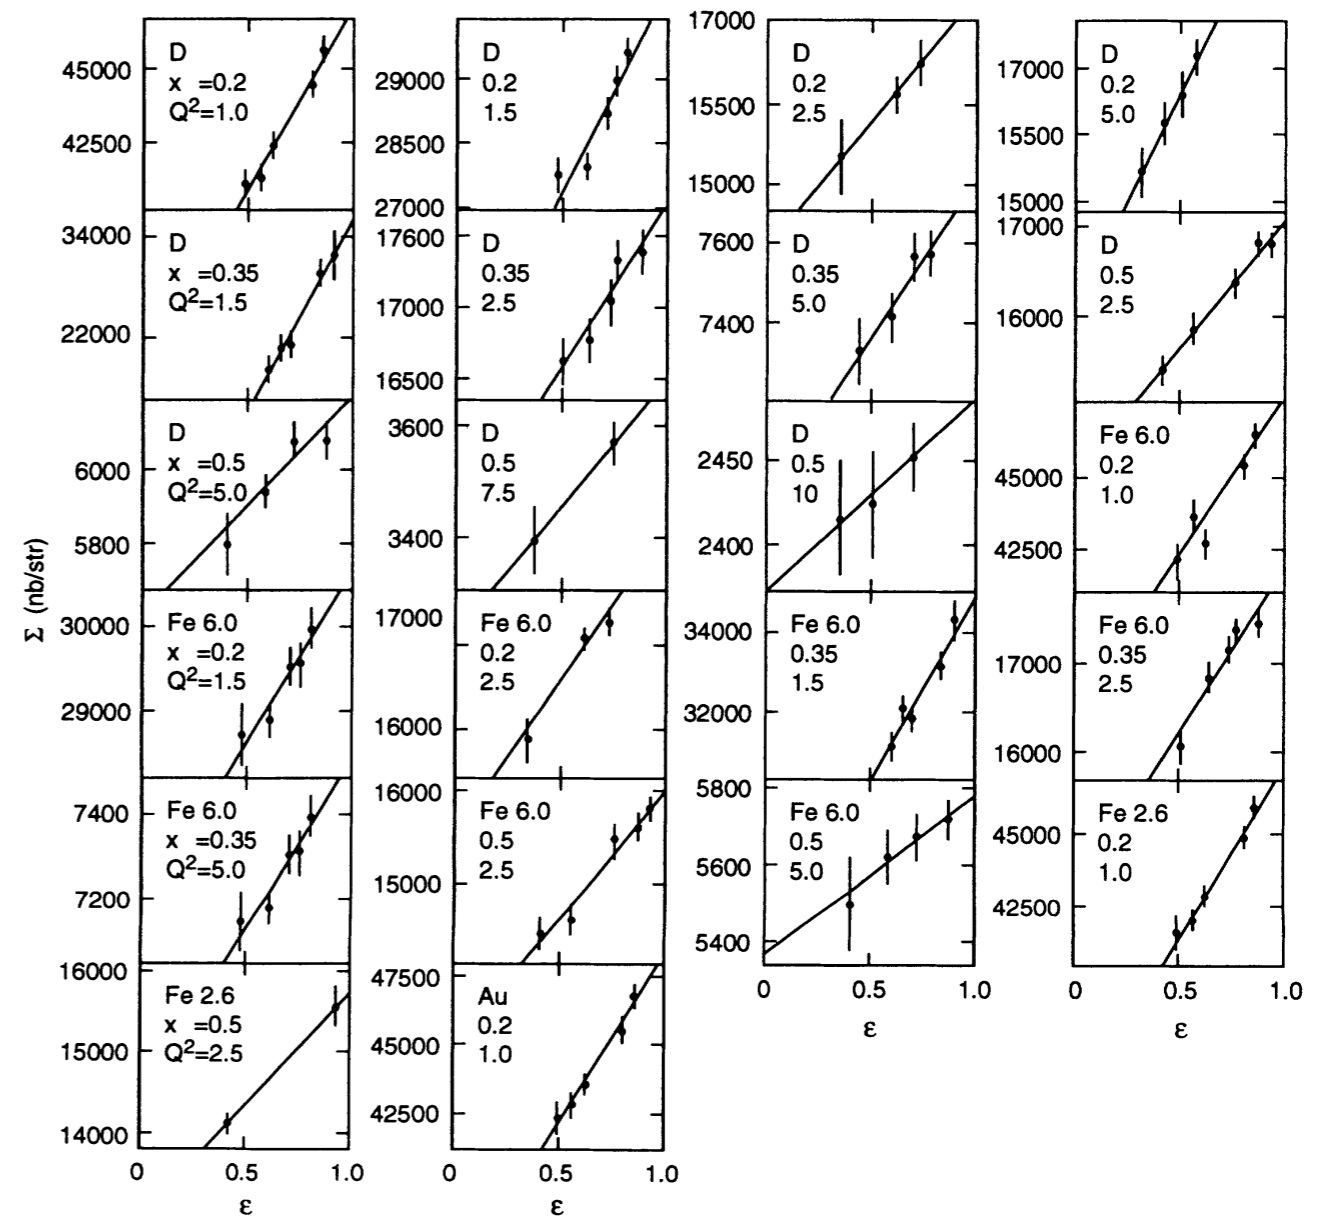 Σ (nb/str)
D
x =0.2
Q²=1.0
45000
42500
D
0.2
1.5
29000
28500
27000
D
0.2
2.5
17000
15500
15000
D
0.2
5.0
17000
15500
15000
D
x =0.35
Q²=1.5
34000
22000
D
0.35
2.5
17600
17000
16500
D
0.35
5.0
7600
7400
D
0.5
2.5
17000
16000
D
x =0.5
Q²=5.0
6000
5800
D
0.5
7.5
3600
3400
D
0.5
10
2450
2400
Fe 6.0
0.2
1.0
45000
42500
Fe 6.0
x =0.2
Q²=1.5
30000
29000
Fe 6.0
0.2
2.5
17000
16000
Fe 6.0
0.35
1.5
34000
32000
Fe 6.0
0.35
2.5
17000
16000
Fe 6.0
x =0.35
Q²=5.0
7400
7200
Fe 6.0
0.5
2.5
16000
15000
Fe 6.0
0.5
5.0
5800
5600
5400
0 0.5 1.0
ε
Fe 2.6
0.2
1.0
45000
42500
0 0.5 1.0
ε
Fe 2.6
x =0.5
Q²=2.5
16000
15000
14000
0 0.5 1.0
ε
Au
0.2
1.0
47500
45000
42500
0 0.5 1.0
ε